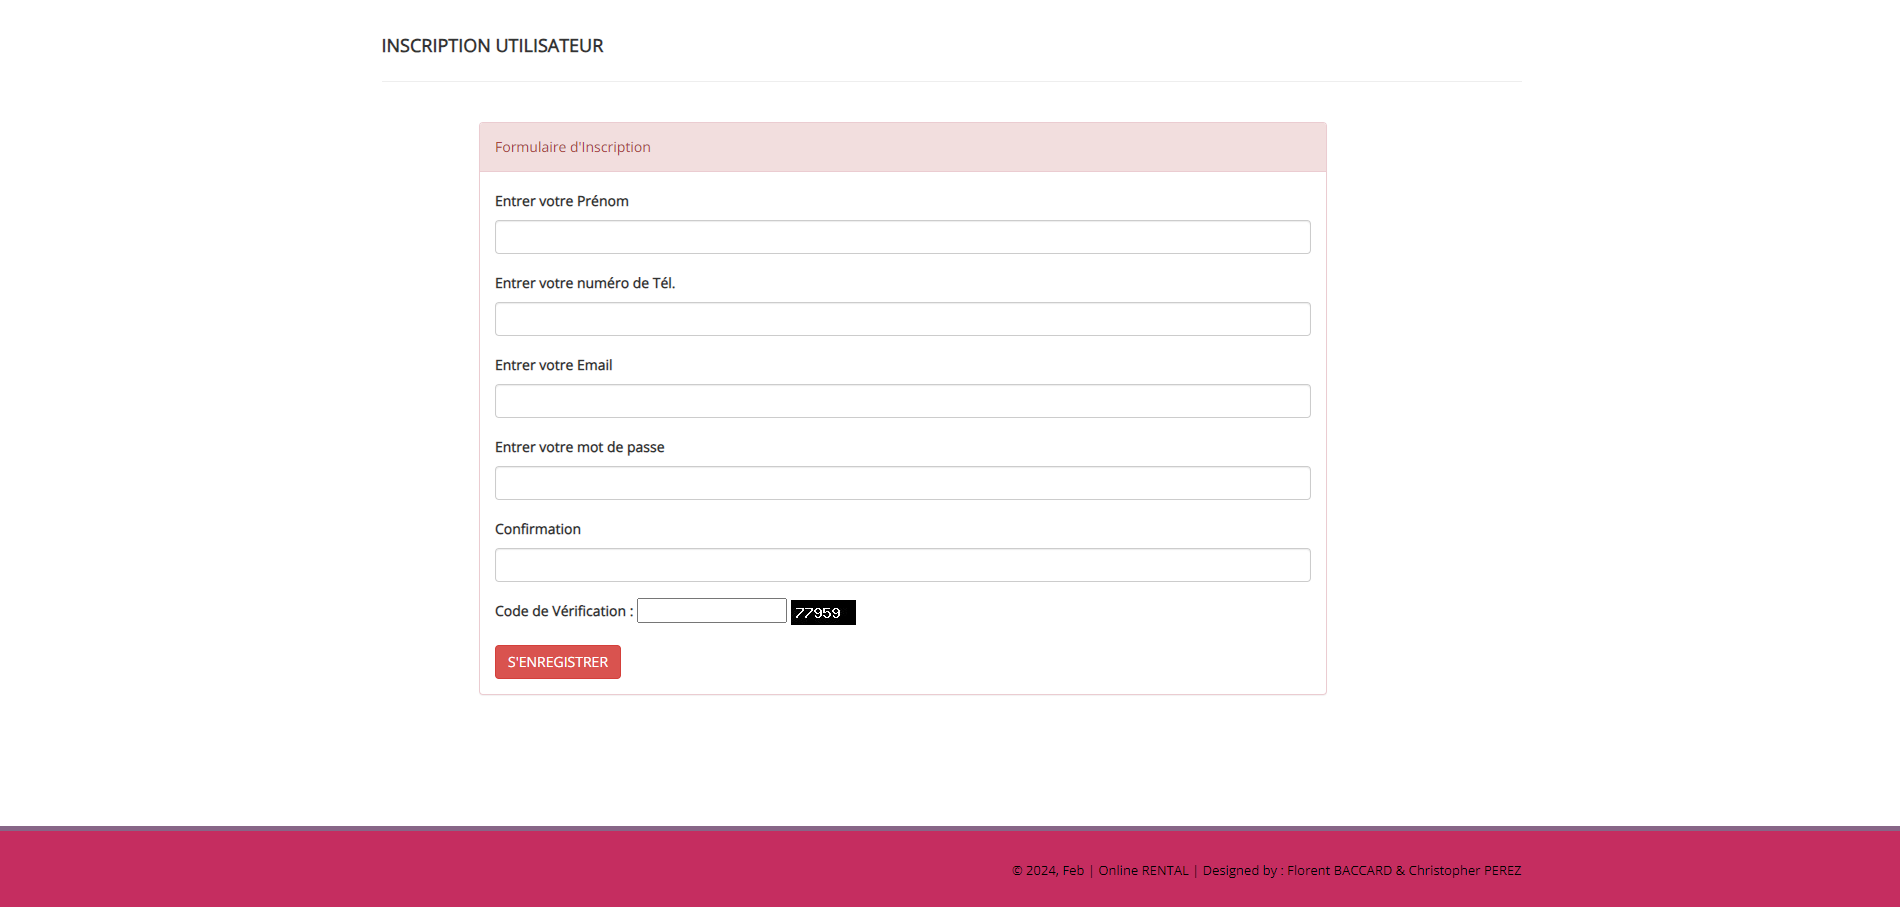 INSCRIPTION UTILISATEUR
Formulaire d'Inscription
Entrer votre Prénom
Entrer votre numéro de Tél.
Entrer votre Email
Entrer votre mot de passe
Confirmation
Code de Vérification : 77959
S'ENREGISTRER
© 2024, Feb | Online RENTAL | Designed by : Florent BACCARD & Christopher PEREZ